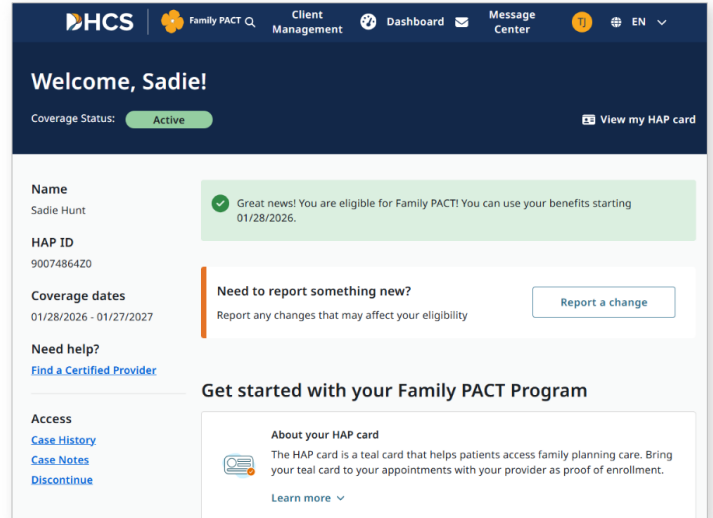 DHCS
Family PACT
Client Management
Dashboard
Message Center
TJ
EN
Welcome, Sadie!
Coverage Status: Active
View my HAP card
Name
Sadie Hunt
HAP ID
90074864Z0
Coverage dates
01/28/2026 - 01/27/2027
Need help?
Find a Certified Provider
Access
Case History
Case Notes
Discontinue
Great news! You are eligible for Family PACT! You can use your benefits starting
01/28/2026.
Need to report something new?
Report any changes that may affect your eligibility
Report a change
Get started with your Family PACT Program
About your HAP card
The HAP card is a teal card that helps patients access family planning care. Bring
your teal card to your appointments with your provider as proof of enrollment.
Learn more